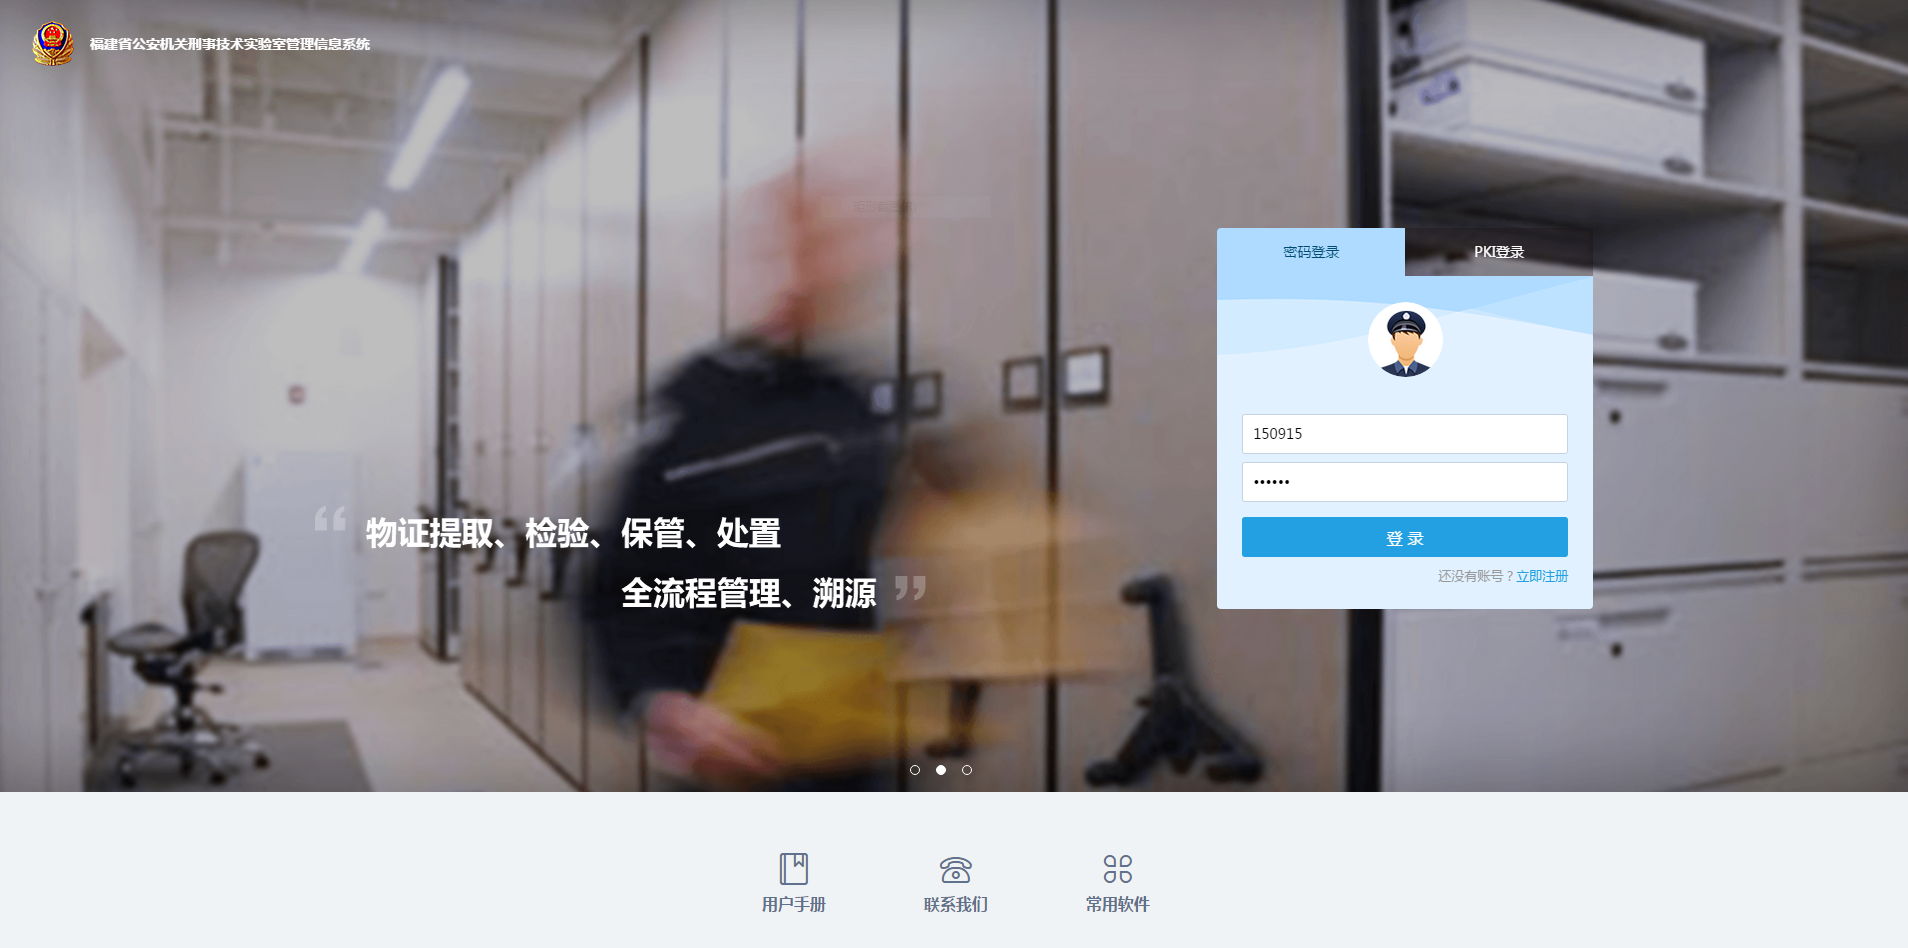 福建省公安机关刑事技术实验室管理信息系统
密码登录
PKI登录
150915
••••••
“物证提取、检验、保管、处置
全流程管理、溯源”
登 录
还没有账号？立即注册
用户手册
联系我们
常用软件